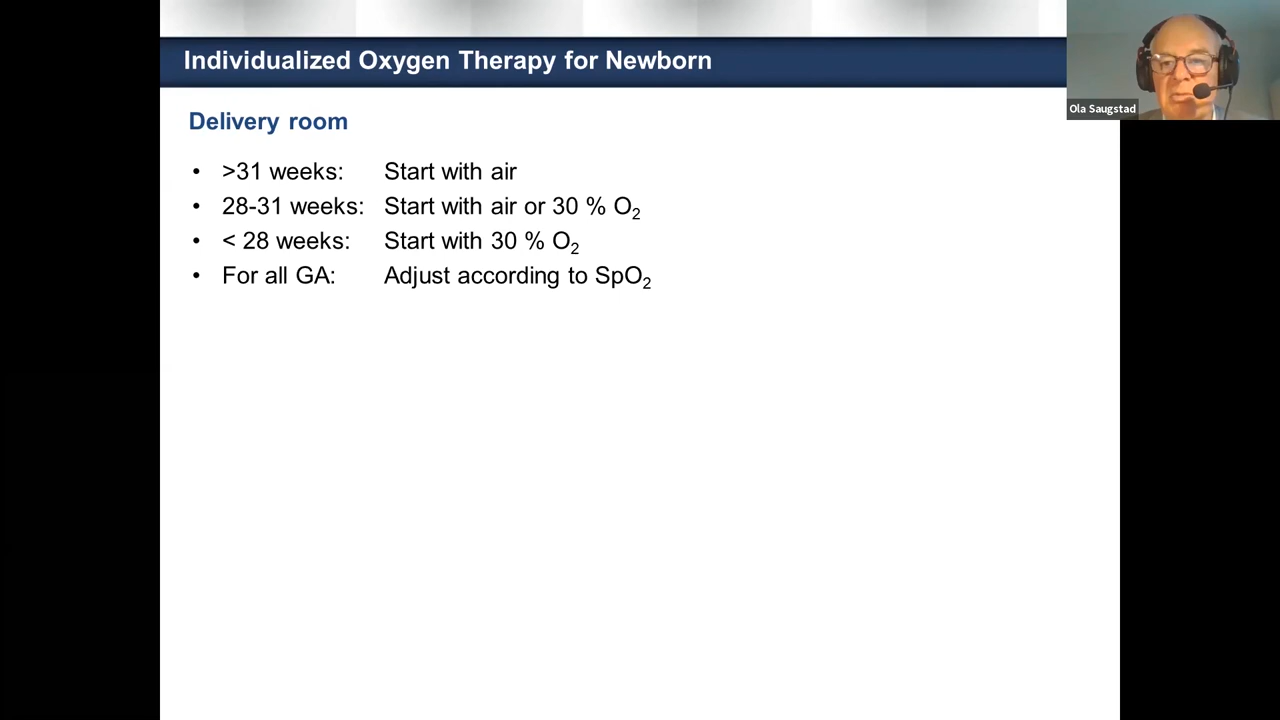 Individualized Oxygen Therapy for Newborn
Ola Saugstad
Delivery room
• >31 weeks: Start with air
• 28-31 weeks: Start with air or 30 % O₂
• < 28 weeks: Start with 30 % O₂
• For all GA: Adjust according to SpO₂